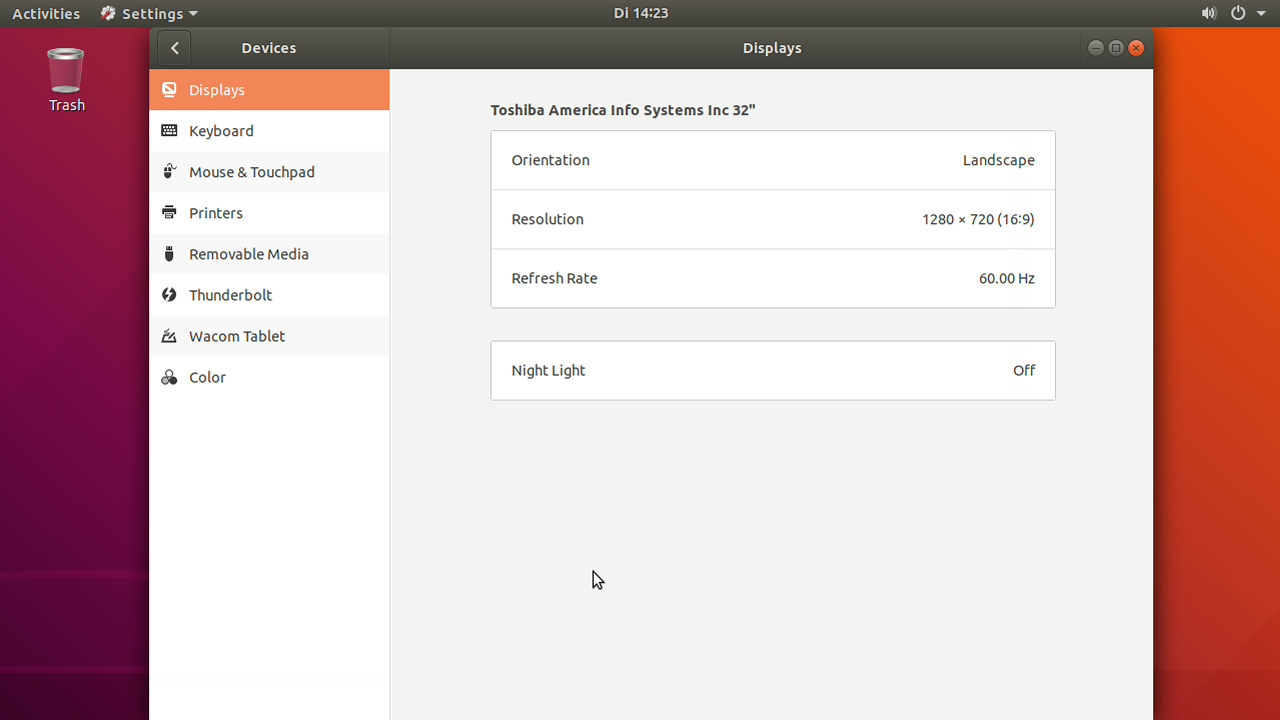 Activities
Settings
Di 14:23
Devices
Displays
Trash
Displays
Keyboard
Mouse & Touchpad
Printers
Removable Media
Thunderbolt
Wacom Tablet
Color
Toshiba America Info Systems Inc 32"
Orientation Landscape
Resolution 1280 × 720 (16:9)
Refresh Rate 60.00 Hz
Night Light Off